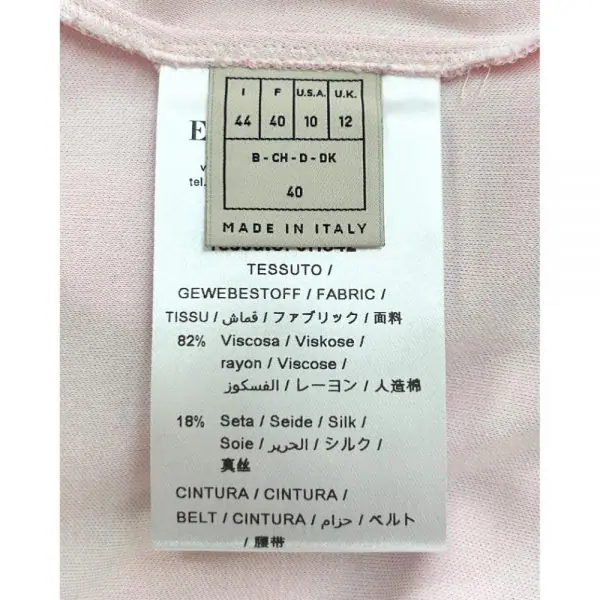 I F U.S.A. U.K.
44 40 10 12
B - CH - D - DK
40
MADE IN ITALY
E
v
tel.
TESSUTO /
GEWEBESTOFF / FABRIC /
TISSU / قماش / ファブリック / 面料
82% Viscosa / Viskose /
rayon / Viscose /
الفسكوز / レーヨン / 人造棉
18% Seta / Seide / Silk /
Soie / الحرير / シルク /
真丝
CINTURA / CINTURA /
BELT / CINTURA / حزام / ベルト
/ 腰带